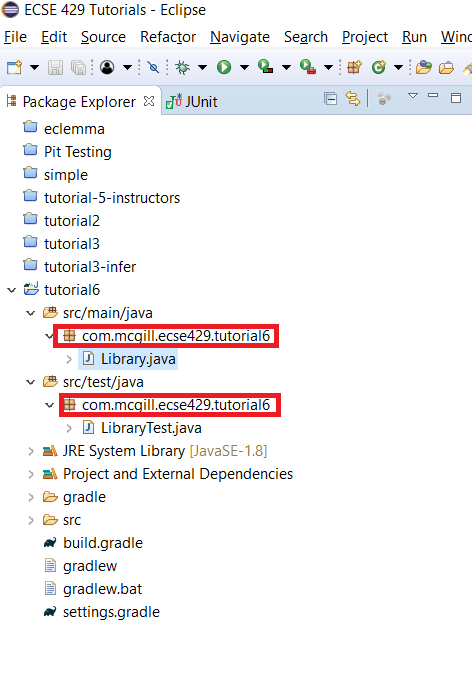 ECSE 429 Tutorials - Eclipse
File Edit Source Refactor Navigate Search Project Run
Package Explorer JUnit
eclemma
Pit Testing
simple
tutorial-5-instructors
tutorial2
tutorial3
tutorial3-infer
tutorial6
src/main/java
com.mcgill.ecse429.tutorial6
Library.java
src/test/java
com.mcgill.ecse429.tutorial6
LibraryTest.java
JRE System Library [JavaSE-1.8]
Project and External Dependencies
gradle
src
build.gradle
gradlew
gradlew.bat
settings.gradle